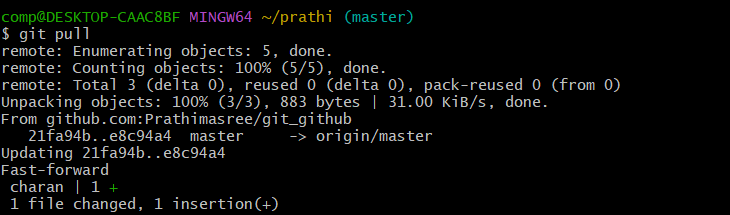 comp@DESKTOP-CAAC8BF MINGW64 ~/prathi (master)
$ git pull
remote: Enumerating objects: 5, done.
remote: Counting objects: 100% (5/5), done.
remote: Total 3 (delta 0), reused 0 (delta 0), pack-reused 0 (from 0)
Unpacking objects: 100% (3/3), 883 bytes | 31.00 KiB/s, done.
From github.com:Prathimasree/git_github
   21fa94b..e8c94a4  master     -> origin/master
Updating 21fa94b..e8c94a4
Fast-forward
 charan | 1 +
 1 file changed, 1 insertion(+)